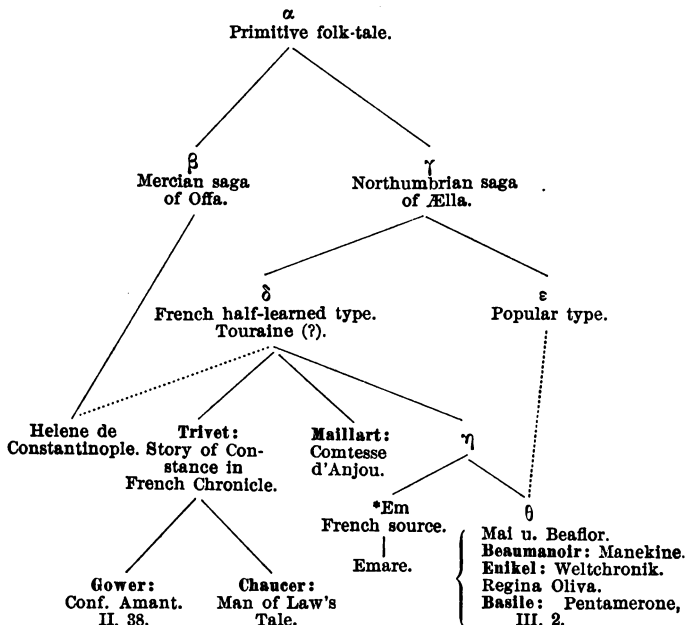 α
Primitive folk-tale.
β
Mercian saga
of Offa.
γ
Northumbrian saga
of Ælla.
δ
French half-learned type.
Touraine (?).
ε
Popular type.
Helene de
Constantinople.
Trivet:
Story of Con-
stance in
French Chronicle.
Maillart:
Comtesse
d'Anjou.
η
*Em
French source.
Emare.
θ
Mai u. Beaflor.
Beaumanoir: Manekine.
Enikel: Weltchronik.
Regina Oliva.
Basile: Pentamerone,
III. 2.
Gower:
Conf. Amant.
II. 38.
Chaucer:
Man of Law's
Tale.